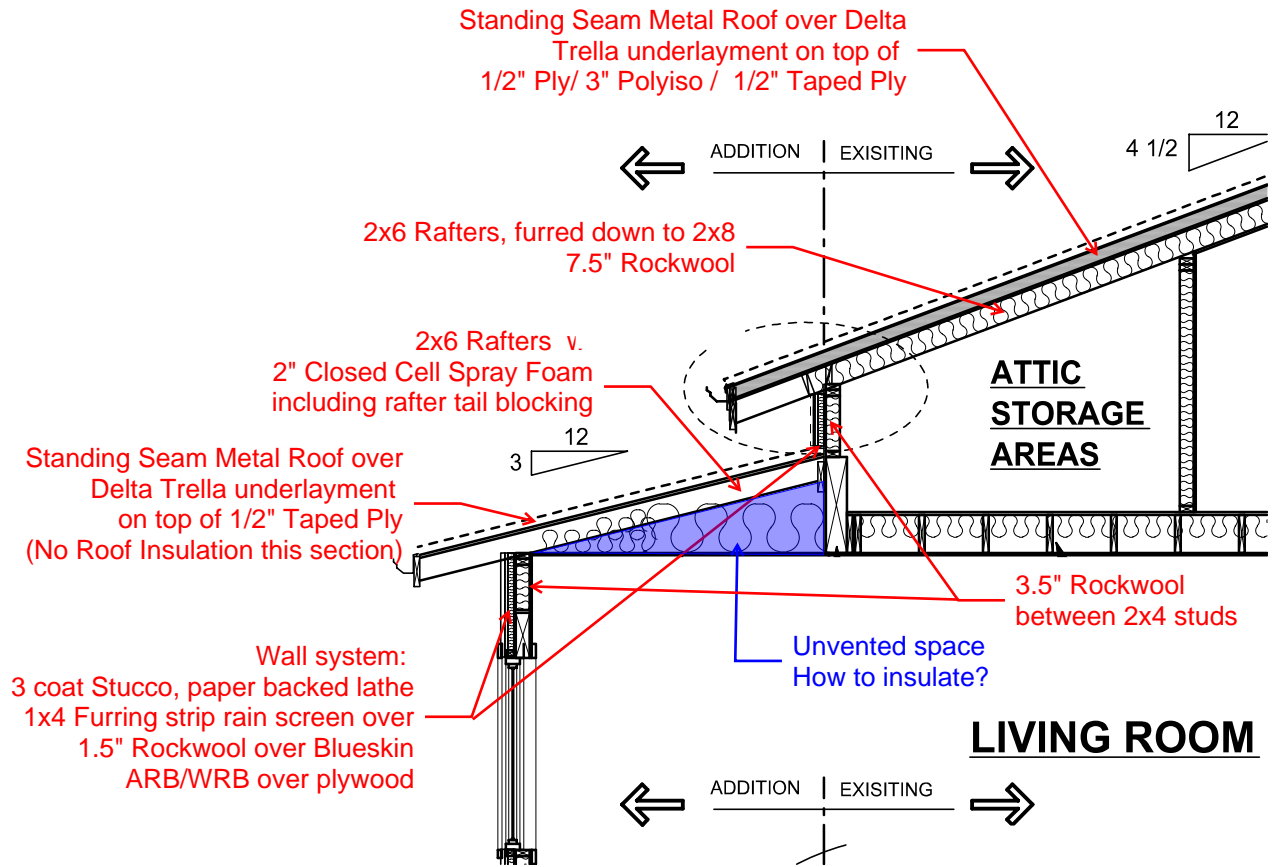 Standing Seam Metal Roof over Delta
Trella underlayment on top of
1/2" Ply/ 3" Polyiso / 1/2" Taped Ply
12
4 1/2
ADDITION
EXISITING
2x6 Rafters, furred down to 2x8
7.5" Rockwool
2x6 Rafters
2" Closed Cell Spray Foam
including rafter tail blocking
ATTIC
STORAGE
AREAS
12
3
Standing Seam Metal Roof over
Delta Trella underlayment
on top of 1/2" Taped Ply
(No Roof Insulation this section)
3.5" Rockwool
between 2x4 studs
Unvented space
How to insulate?
Wall system:
3 coat Stucco, paper backed lathe
1x4 Furring strip rain screen over
1.5" Rockwool over Blueskin
ARB/WRB over plywood
LIVING ROOM
ADDITION
EXISITING